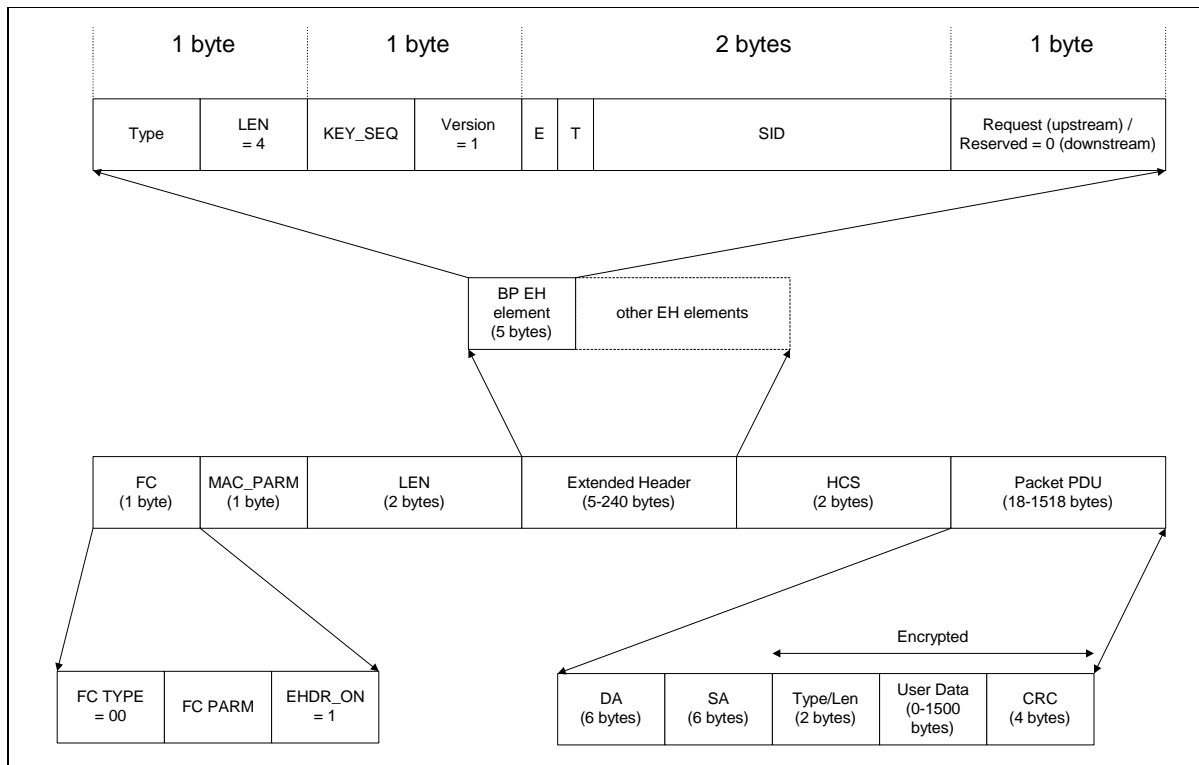 1 byte
1 byte
2 bytes
1 byte
Type
LEN
= 4
KEY_SEQ
Version
= 1
E
T
SID
Request (upstream) /
Reserved = 0 (downstream)
BP EH
element
(5 bytes)
other EH elements
FC
(1 byte)
MAC_PARM
(1 byte)
LEN
(2 bytes)
Extended Header
(5-240 bytes)
HCS
(2 bytes)
Packet PDU
(18-1518 bytes)
Encrypted
FC TYPE
= 00
FC PARM
EHDR_ON
= 1
DA
(6 bytes)
SA
(6 bytes)
Type/Len
(2 bytes)
User Data
(0-1500
bytes)
CRC
(4 bytes)